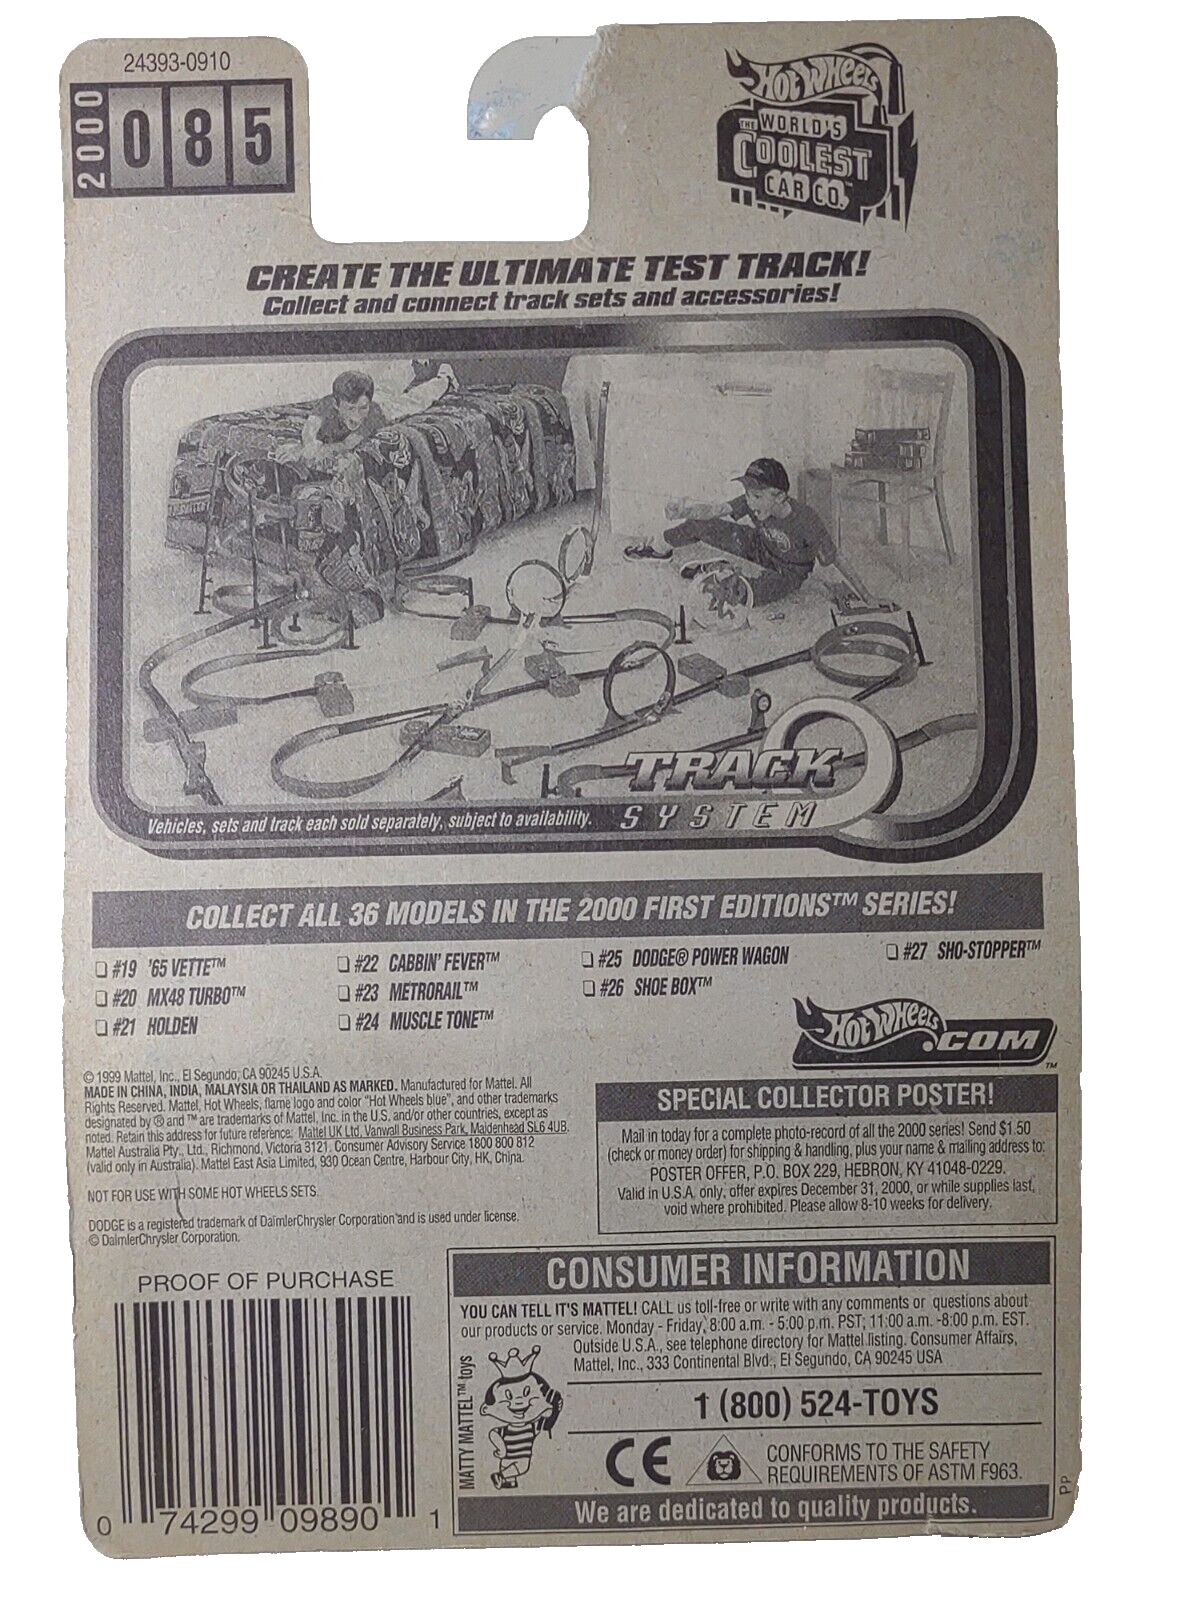 24393-0910
2000
085
HOT WHEELS
THE WORLD'S
COOLEST
CAR CO.™
CREATE THE ULTIMATE TEST TRACK!
Collect and connect track sets and accessories!
TRACK
SYSTEM
Vehicles, sets and track each sold separately, subject to availability.
COLLECT ALL 36 MODELS IN THE 2000 FIRST EDITIONS™ SERIES!
❏ #19 '65 VETTE™
❏ #20 MX48 TURBO™
❏ #21 HOLDEN
❏ #22 CABBIN' FEVER™
❏ #23 METRORAIL™
❏ #24 MUSCLE TONE™
❏ #25 DODGE® POWER WAGON
❏ #26 SHOE BOX™
❏ #27 SHO-STOPPER™
HOT WHEELS
.COM™
© 1999 Mattel, Inc., El Segundo, CA 90245 U.S.A.
MADE IN CHINA, INDIA, MALAYSIA OR THAILAND AS MARKED. Manufactured for Mattel. All
Rights Reserved. Mattel, Hot Wheels, flame logo and color "Hot Wheels blue", and other trademarks
designated by ® and ™ are trademarks of Mattel, Inc. in the U.S. and/or other countries, except as
noted. Retain this address for future reference: Mattel UK Ltd, Vanwall Business Park, Maidenhead SL6 4UB.
Mattel Australia Pty., Ltd., Richmond, Victoria 3121. Consumer Advisory Service 1800 800 812
(valid only in Australia). Mattel East Asia Limited, 930 Ocean Centre, Harbour City, HK, China.
NOT FOR USE WITH SOME HOT WHEELS SETS.
DODGE is a registered trademark of DaimlerChrysler Corporation and is used under license.
© DaimlerChrysler Corporation.
SPECIAL COLLECTOR POSTER!
Mail in today for a complete photo-record of all the 2000 series! Send $1.50
(check or money order) for shipping & handling, plus your name & mailing address to:
POSTER OFFER, P.O. BOX 229, HEBRON, KY 41048-0229.
Valid in U.S.A. only, offer expires December 31, 2000, or while supplies last,
void where prohibited. Please allow 8-10 weeks for delivery.
PROOF OF PURCHASE
0 74299 09890 1
CONSUMER INFORMATION
YOU CAN TELL IT'S MATTEL! CALL us toll-free or write with any comments or questions about
our products or service. Monday - Friday, 8:00 a.m. - 5:00 p.m. PST; 11:00 a.m. -8:00 p.m. EST.
Outside U.S.A., see telephone directory for Mattel listing. Consumer Affairs,
Mattel, Inc., 333 Continental Blvd., El Segundo, CA 90245 USA
MATTY MATTEL™ toys
1 (800) 524-TOYS
CE
CONFORMS TO THE SAFETY
REQUIREMENTS OF ASTM F963.
We are dedicated to quality products.
PP